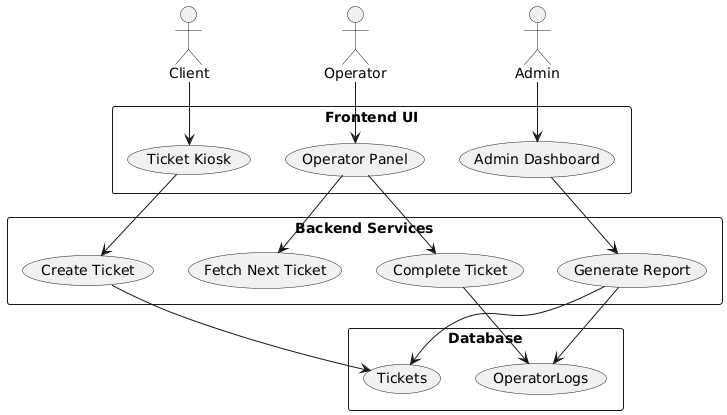 Client
Operator
Admin
Frontend UI
Ticket Kiosk
Operator Panel
Admin Dashboard
Backend Services
Create Ticket
Fetch Next Ticket
Complete Ticket
Generate Report
Database
Tickets
OperatorLogs